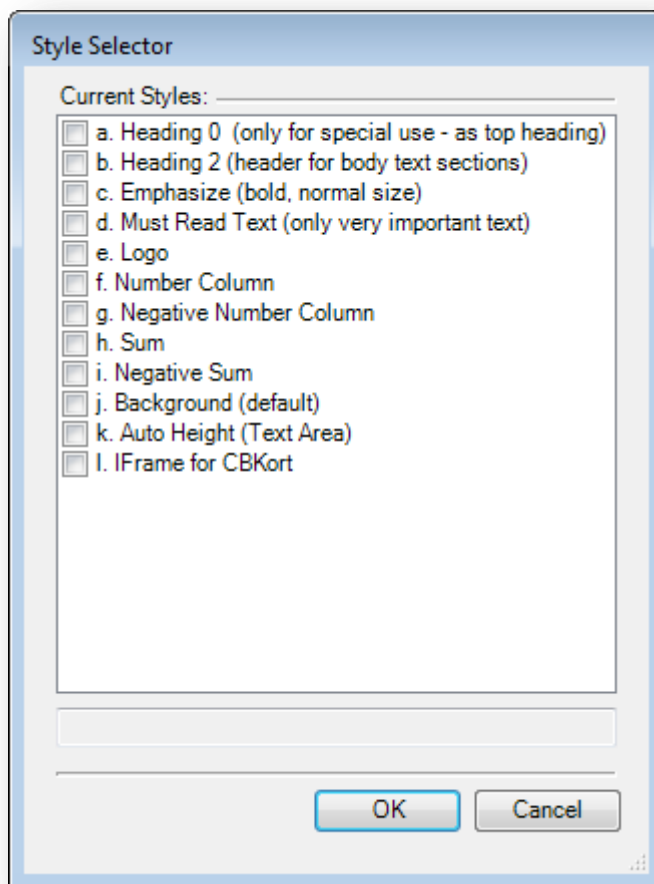 Style Selector
Current Styles:
a. Heading 0  (only for special use - as top heading)
b. Heading 2 (header for body text sections)
c. Emphasize (bold, normal size)
d. Must Read Text (only very important text)
e. Logo
f. Number Column
g. Negative Number Column
h. Sum
i. Negative Sum
j. Background (default)
k. Auto Height (Text Area)
l. IFrame for CBKort
OK Cancel